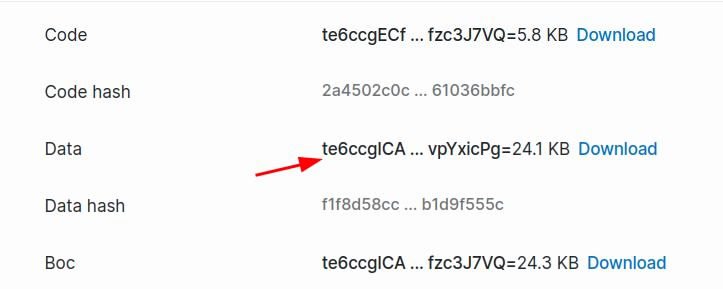 Code te6ccgECf ... fzc3J7VQ=5.8 KB Download
Code hash 2a4502c0c ... 61036bbfc
Data te6ccgICA ... vpYxicPg=24.1 KB Download
Data hash f1f8d58cc ... b1d9f555c
Boc te6ccgICA ... fzc3J7VQ=24.3 KB Download